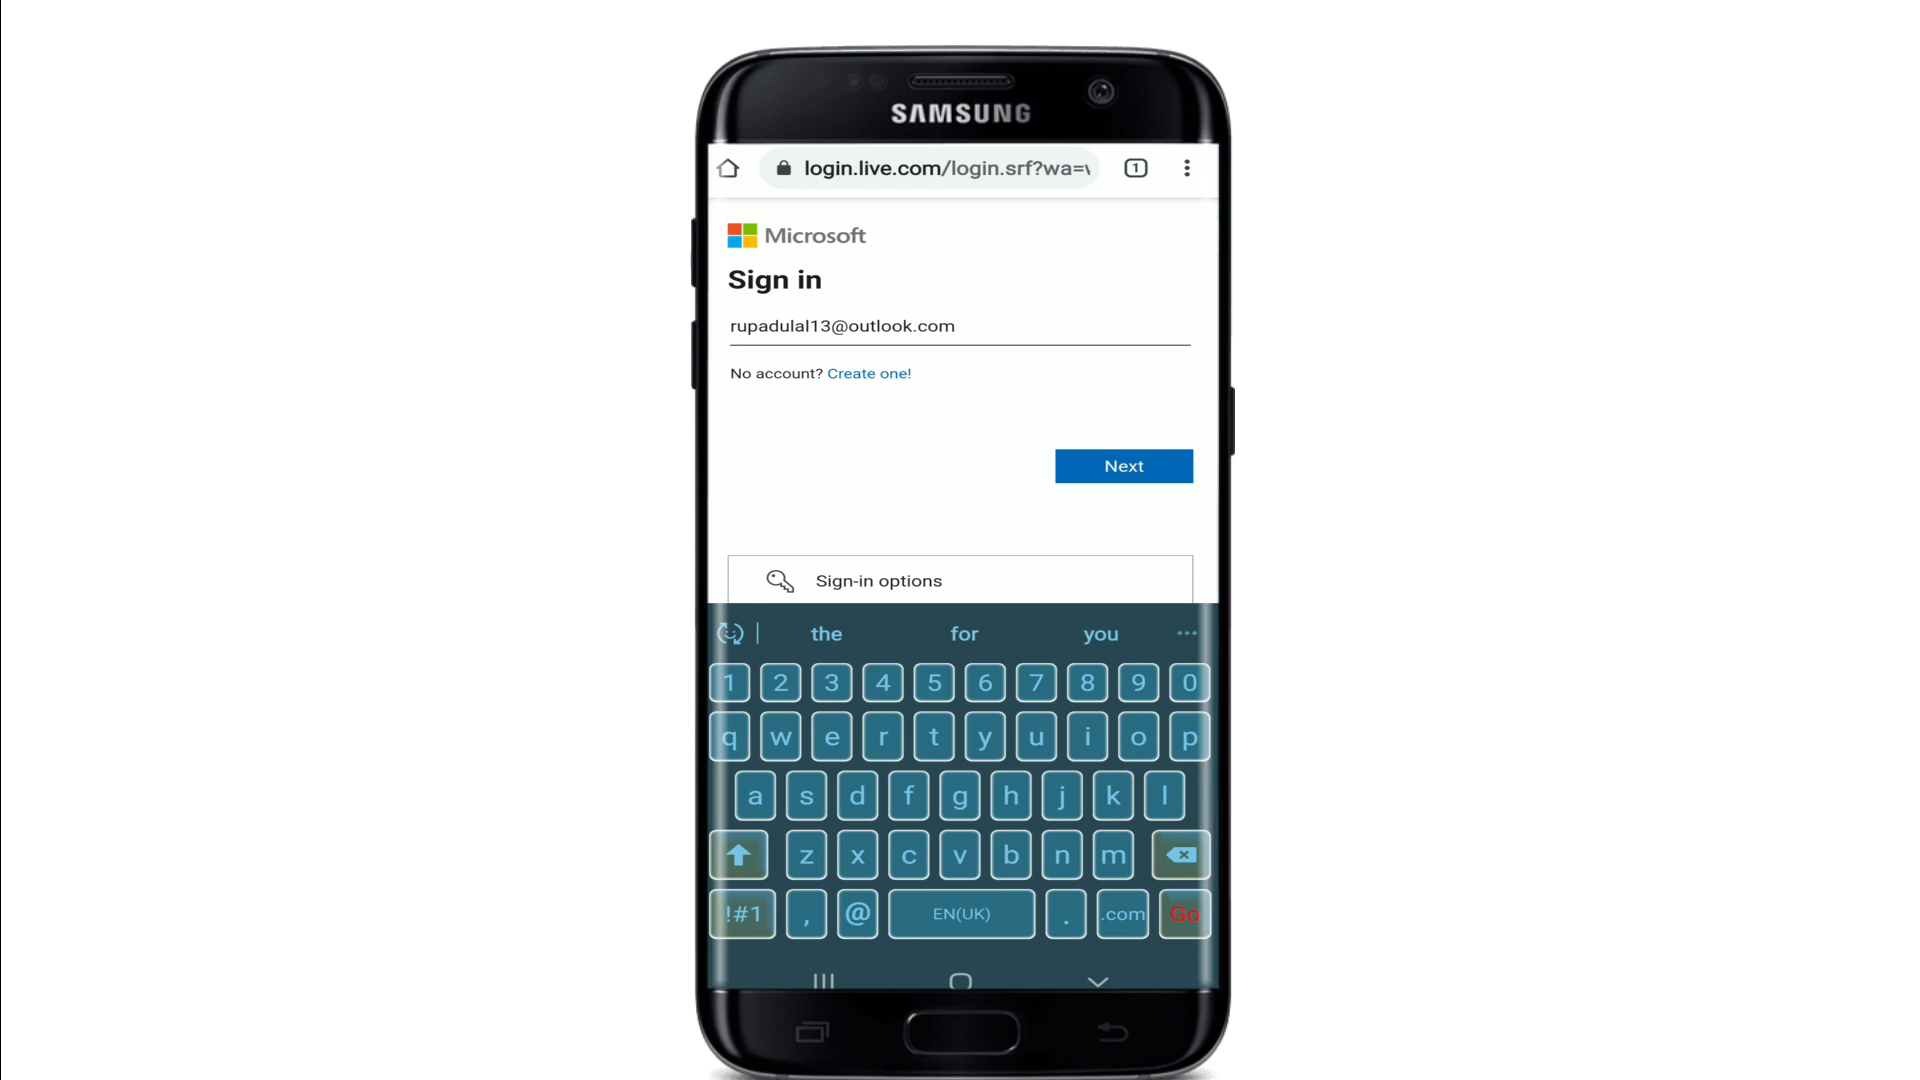 SAMSUNG
login.live.com/login.srf?wa=
1
Microsoft
Sign in
rupadulal13@outlook.com
No account? Create one!
Next
Sign-in options
the for you
1 2 3 4 5 6 7 8 9 0
q w e r t y u i o p
a s d f g h j k l
z x c v b n m
!#1 , @ EN(UK) . .com Go